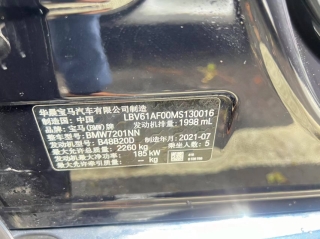 华晨宝马汽车有限公司制造
制造国：中国 LBV61AF00MS130016
品牌：宝马(BMW)牌 发动机排量：1998 mL
整车型号：BMW7201NN
发动机型号：B48B20D 制造年月：2021-07
最大允许总质量：2260 kg 乘坐人数：5
发动机最大净功率：185 kW
kg